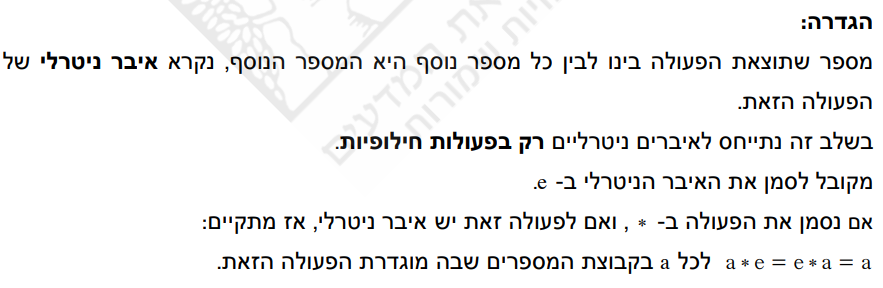 הגדרה:
מספר שתוצאת הפעולה בינו לבין כל מספר נוסף היא המספר הנוסף, נקרא איבר ניטרלי של
הפעולה הזאת.
בשלב זה נתייחס לאיברים ניטרליים רק בפעולות חילופיות.
מקובל לסמן את האיבר הניטרלי ב- e.
אם נסמן את הפעולה ב- * , ואם לפעולה זאת יש איבר ניטרלי, אז מתקיים:
a * e = e * a = a לכל a בקבוצת המספרים שבה מוגדרת הפעולה הזאת.